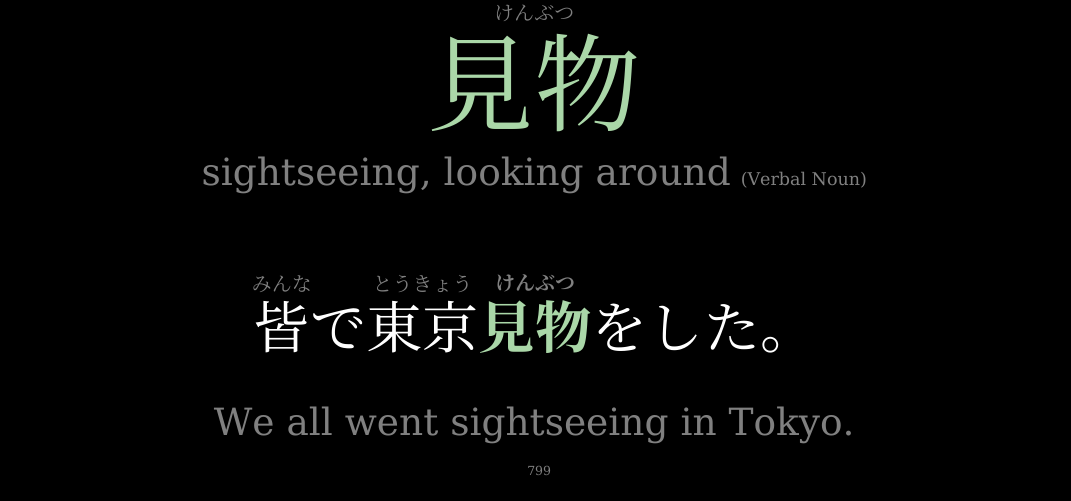 けんぶつ
見物
sightseeing, looking around (Verbal Noun)
みんな とうきょう けんぶつ
皆で東京見物をした。
We all went sightseeing in Tokyo.
799